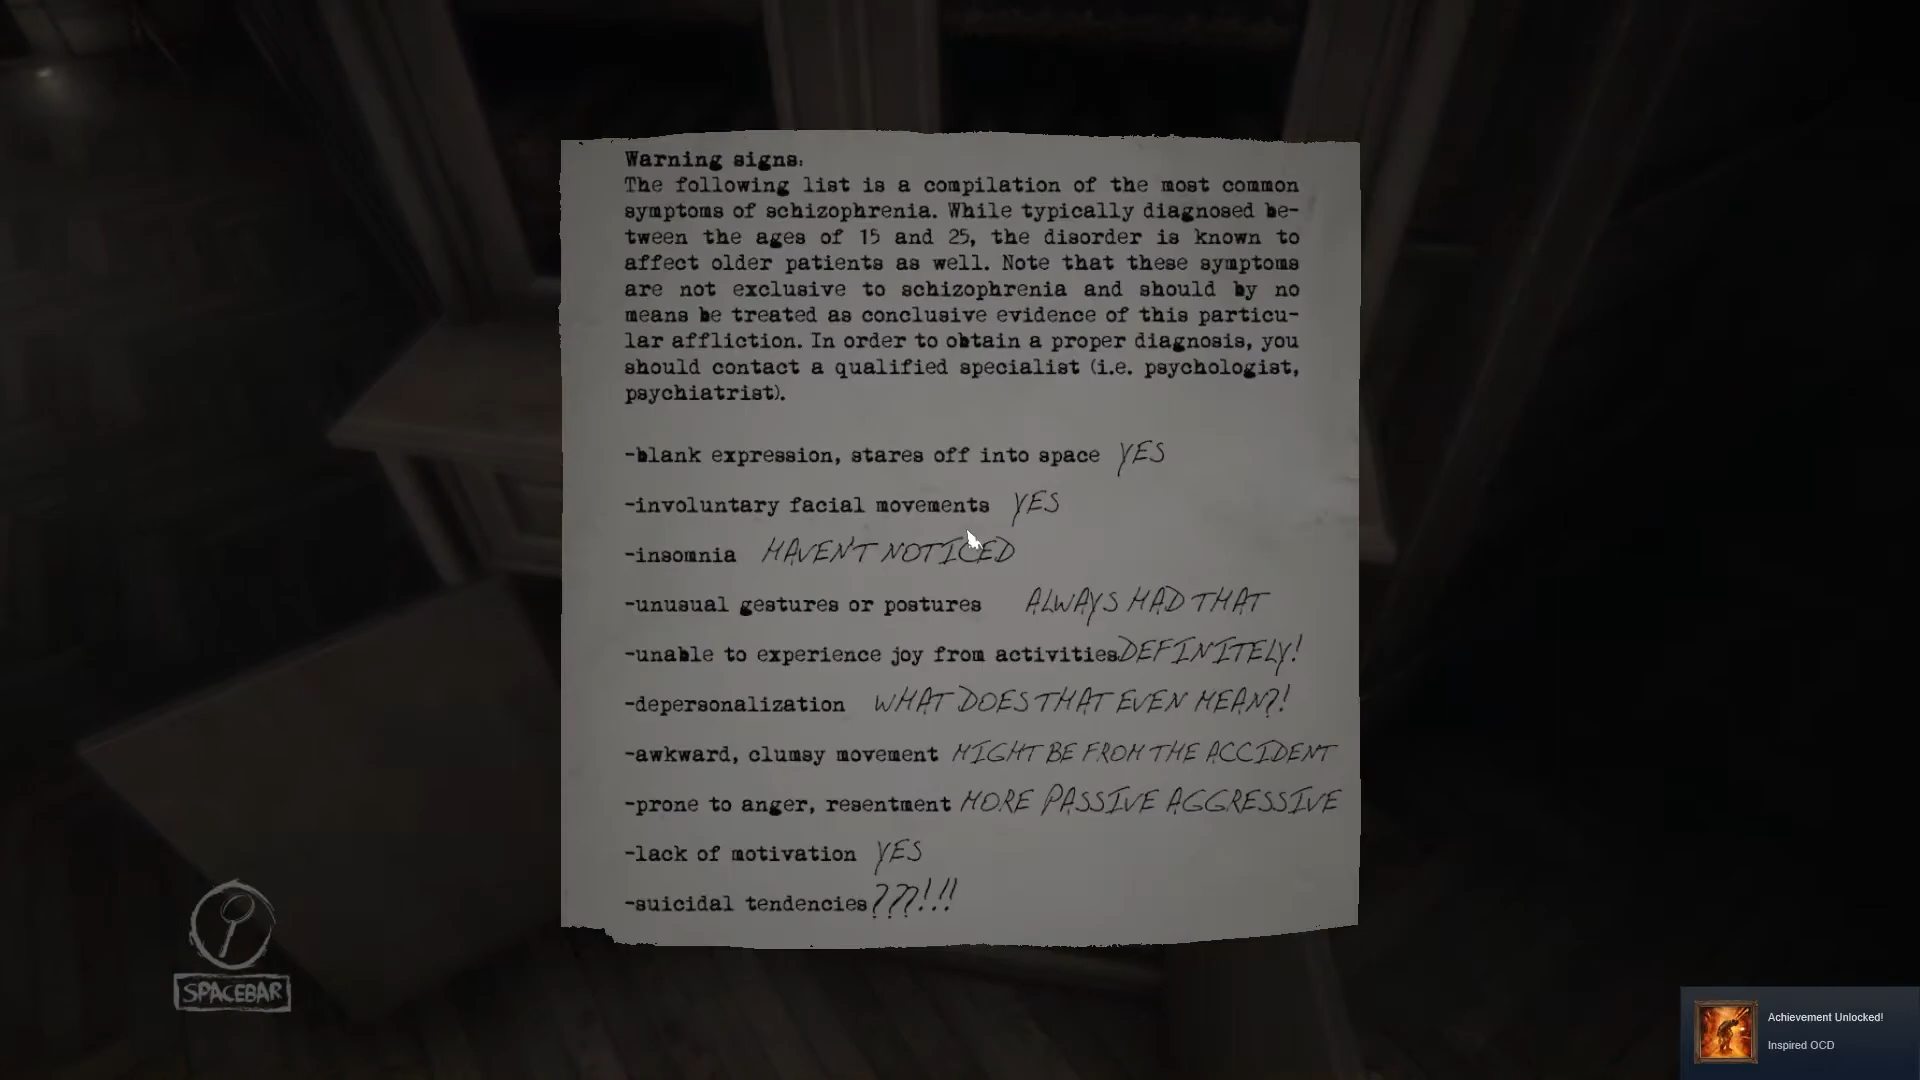 Warning signs:
The following list is a compilation of the most common
symptoms of schizophrenia. While typically diagnosed be-
tween the ages of 15 and 25, the disorder is known to
affect older patients as well. Note that these symptoms
are not exclusive to schizophrenia and should by no
means be treated as conclusive evidence of this particu-
lar affliction. In order to obtain a proper diagnosis, you
should contact a qualified specialist (i.e. psychologist,
psychiatrist).
-blank expression, stares off into space YES
-involuntary facial movements YES
-insomnia HAVEN'T NOTICED
-unusual gestures or postures ALWAYS HAD THAT
-unable to experience joy from activities DEFINITELY!
-depersonalization WHAT DOES THAT EVEN MEAN?!
-awkward, clumsy movement MIGHT BE FROM THE ACCIDENT
-prone to anger, resentment MORE PASSIVE AGGRESSIVE
-lack of motivation YES
-suicidal tendencies ???!!!
SPACEBAR
Achievement Unlocked!
Inspired OCD